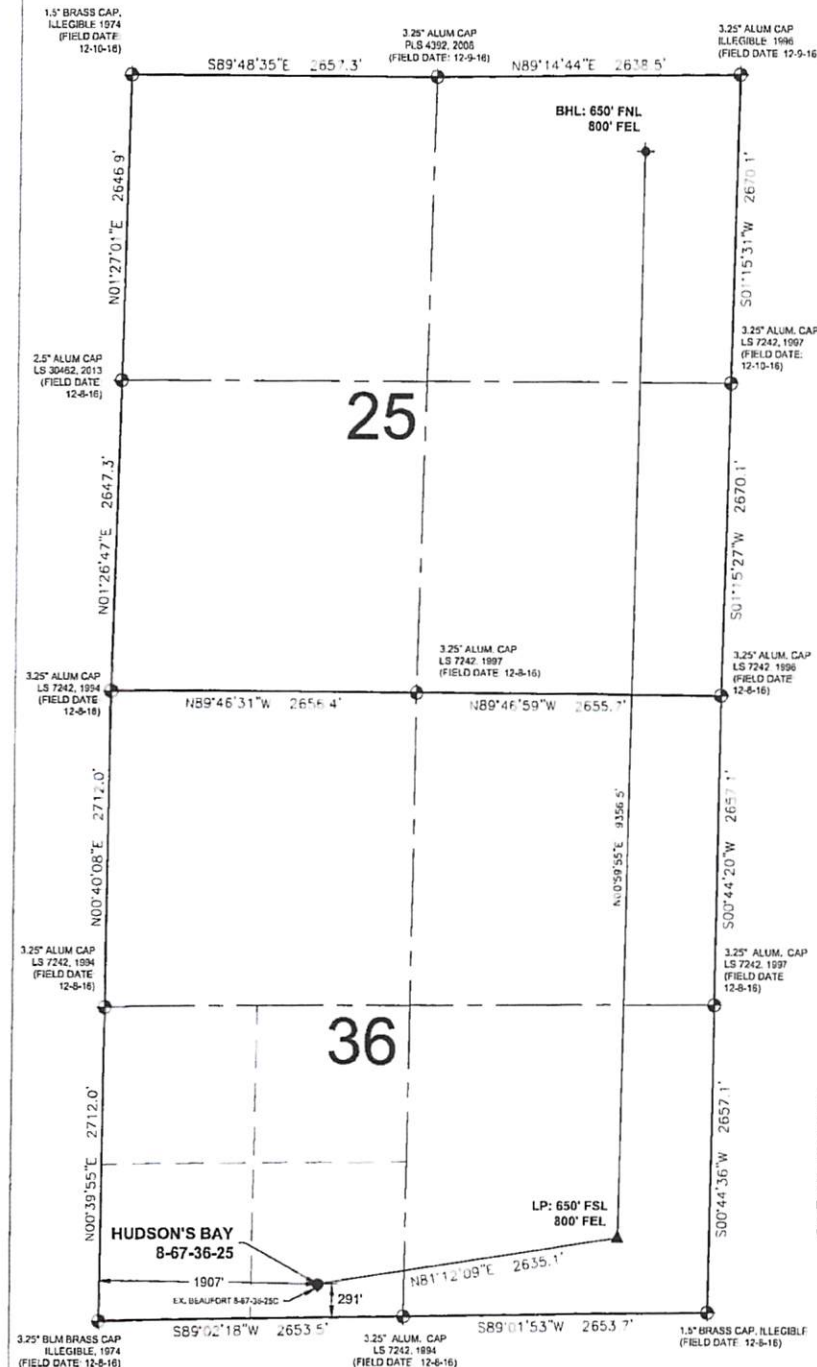 1.5" BRASS CAP,
ILLEGIBLE 1974
(FIELD DATE:
12-10-16)
3.25" ALUM CAP
PLS 4392, 2006
(FIELD DATE: 12-9-16)
3.25" ALUM CAP
ILLEGIBLE 1996
(FIELD DATE 12-9-16
S89°48'35"E 2657.3'
N89°14'44"E 2638.5'
BHL: 650' FNL
800' FEL
N01°27'01"E 2646.9'
S01°15'31"W 2670.1'
2.5" ALUM CAP
LS 30462, 2013
(FIELD DATE
12-8-16)
3.25" ALUM. CAP
LS 7242, 1997
(FIELD DATE:
12-10-16)
25
N01°26'47"E 2647.3'
S01°15'27"W 2670.1'
3.25" ALUM CAP
LS 7242, 1994
(FIELD DATE
12-8-16)
3.25" ALUM. CAP
LS 7242, 1997
(FIELD DATE 12-8-16)
3.25" ALUM. CAP
LS 7242 1996
(FIELD DATE
12-8-16)
N89°46'31"W 2656.4'
N89°46'59"W 2655.7'
N00°40'08"E 2712.0'
N00°59'55"E 9356.5'
S00°44'20"W 2657.1'
3.25" ALUM CAP
LS 7242, 1994
(FIELD DATE
12-8-16)
3.25" ALUM. CAP
LS 7242, 1997
(FIELD DATE
12-8-16)
36
N00°39'55"E 2712.0'
S00°44'36"W 2657.1'
LP: 650' FSL
800' FEL
HUDSON'S BAY
8-67-36-25
N81°12'09"E 2635.1'
1907'
EX. BEAUFORT 8-67-36-25C
291'
3.25" BLM BRASS CAP
ILLEGIBLE, 1974
(FIELD DATE: 12-8-16)
S89°02'18"W 2653.5'
3.25" ALUM. CAP
LS 7242, 1994
(FIELD DATE: 12-8-16)
S89°01'53"W 2653.7'
1.5" BRASS CAP, ILLEGIBLE
(FIELD DATE: 12-8-16)